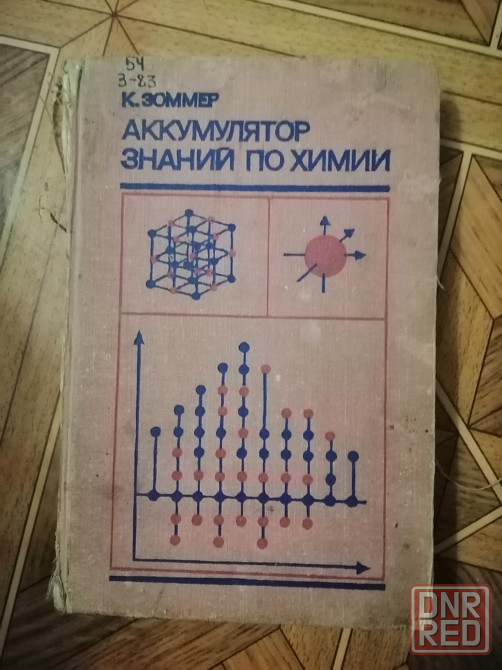 54
З-83
К. ЗОММЕР
АККУМУЛЯТОР
ЗНАНИЙ ПО ХИМИИ
DNR
RED